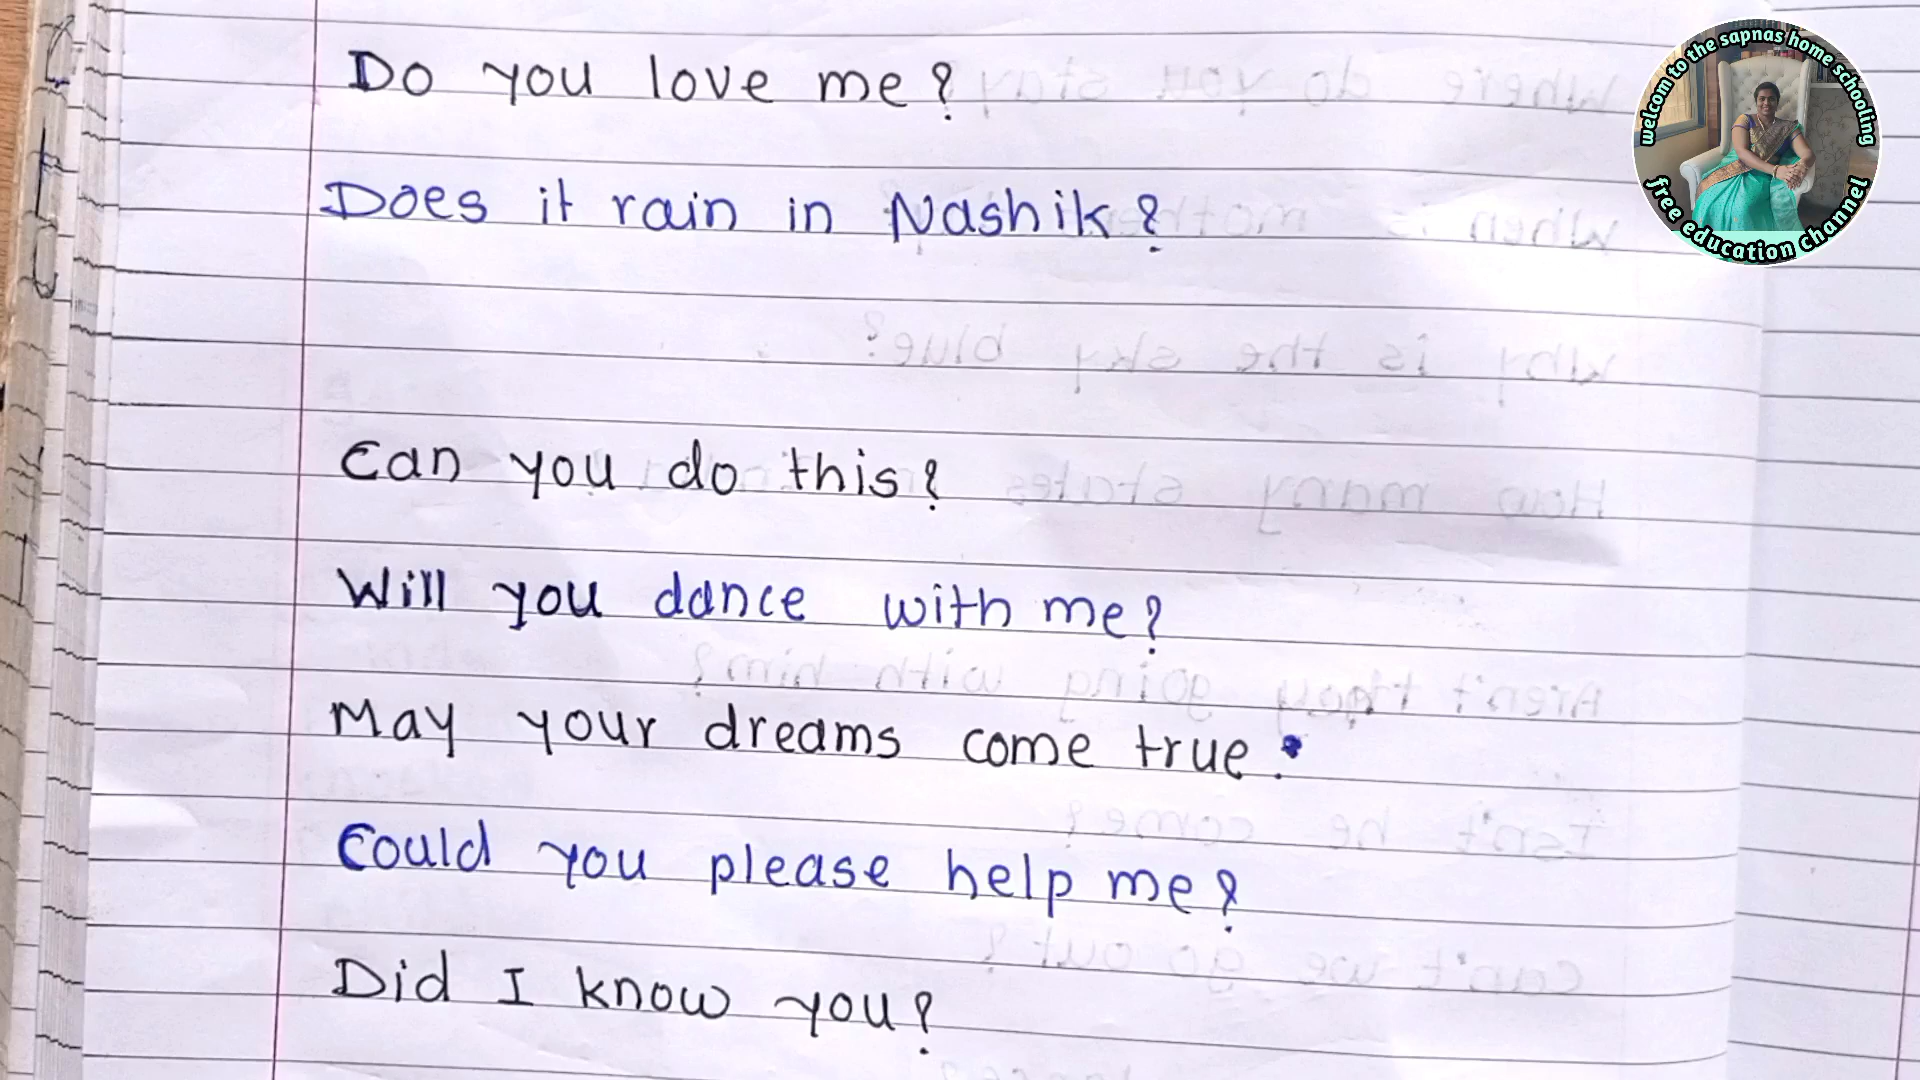 Do you love me?
Does it rain in Nashik?
Can you do this?
Will you dance with me?
May your dreams come true.
Could you please help me?
Did I know you?
welcom to the sapnas home schooling
free education channel